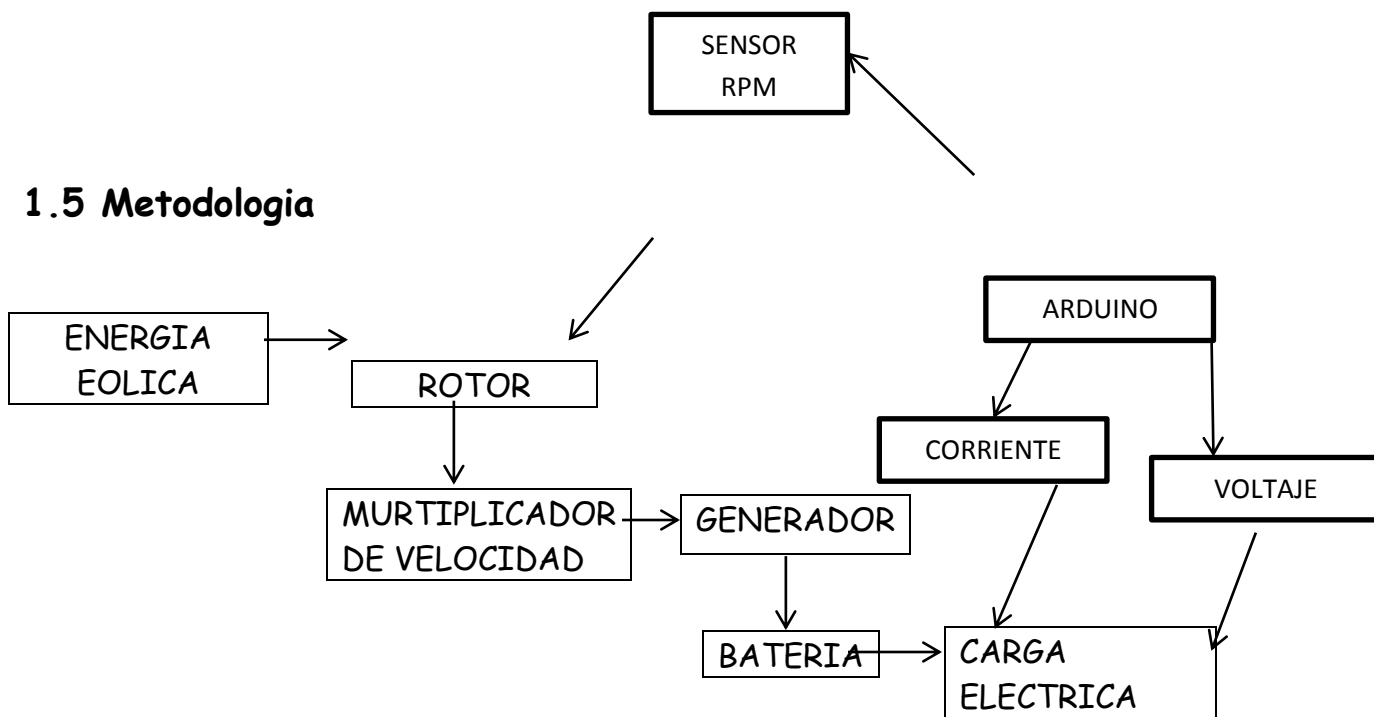 SENSOR
RPM
1.5 Metodologia
ENERGIA
EOLICA
ROTOR
ARDUINO
CORRIENTE
VOLTAJE
MURTIPLICADOR
DE VELOCIDAD
GENERADOR
BATERIA
CARGA
ELECTRICA